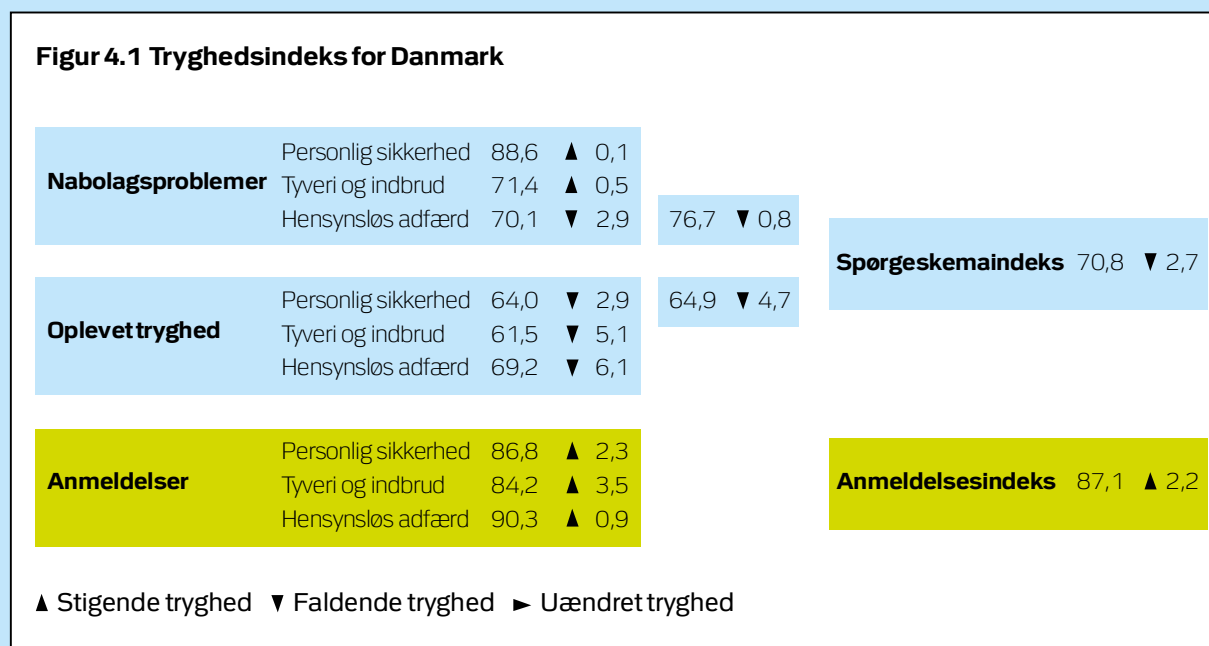 Figur 4.1 Tryghedsindeks for Danmark
Nabolagsproblemer
Personlig sikkerhed 88,6 ▲ 0,1
Tyveri og indbrud 71,4 ▲ 0,5
Hensynsløs adfærd 70,1 ▼ 2,9
76,7 ▼ 0,8
Oplevet tryghed
Personlig sikkerhed 64,0 ▼ 2,9
Tyveri og indbrud 61,5 ▼ 5,1
Hensynsløs adfærd 69,2 ▼ 6,1
64,9 ▼ 4,7
Spørgeskemaindeks 70,8 ▼ 2,7
Anmeldelser
Personlig sikkerhed 86,8 ▲ 2,3
Tyveri og indbrud 84,2 ▲ 3,5
Hensynsløs adfærd 90,3 ▲ 0,9
Anmeldelsesindeks 87,1 ▲ 2,2
▲ Stigende tryghed ▼ Faldende tryghed ► Uændret tryghed